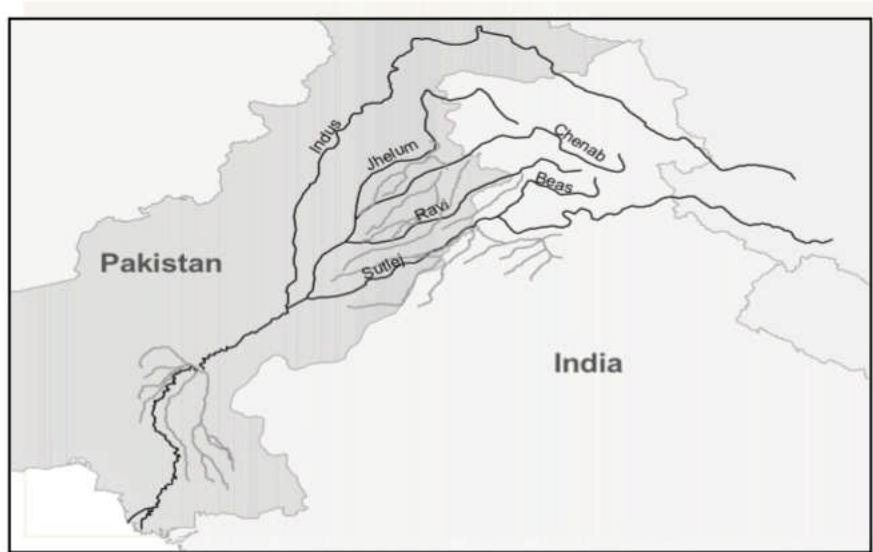 Indus
Jhelum
Chenab
Beas
Ravi
Sutlej
Pakistan
India